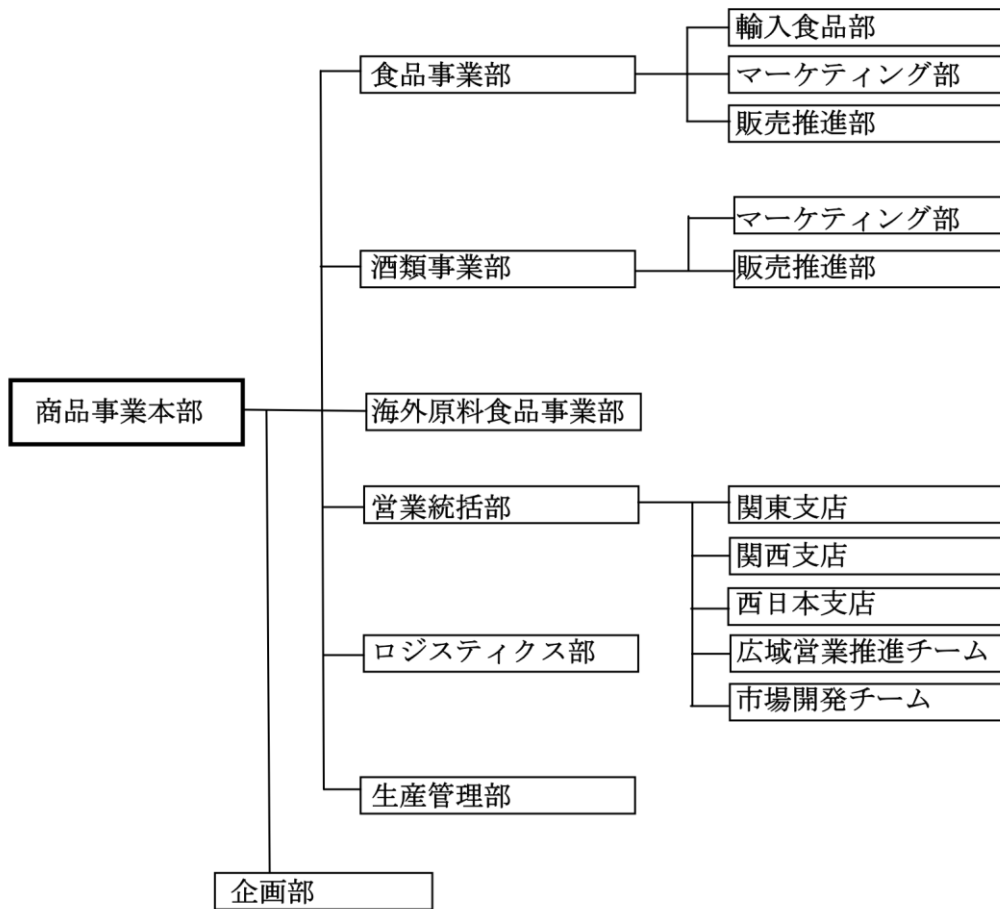 商品事業本部
食品事業部
輸入食品部
マーケティング部
販売推進部
酒類事業部
マーケティング部
販売推進部
海外原料食品事業部
営業統括部
関東支店
関西支店
西日本支店
広域営業推進チーム
市場開発チーム
ロジスティクス部
生産管理部
企画部